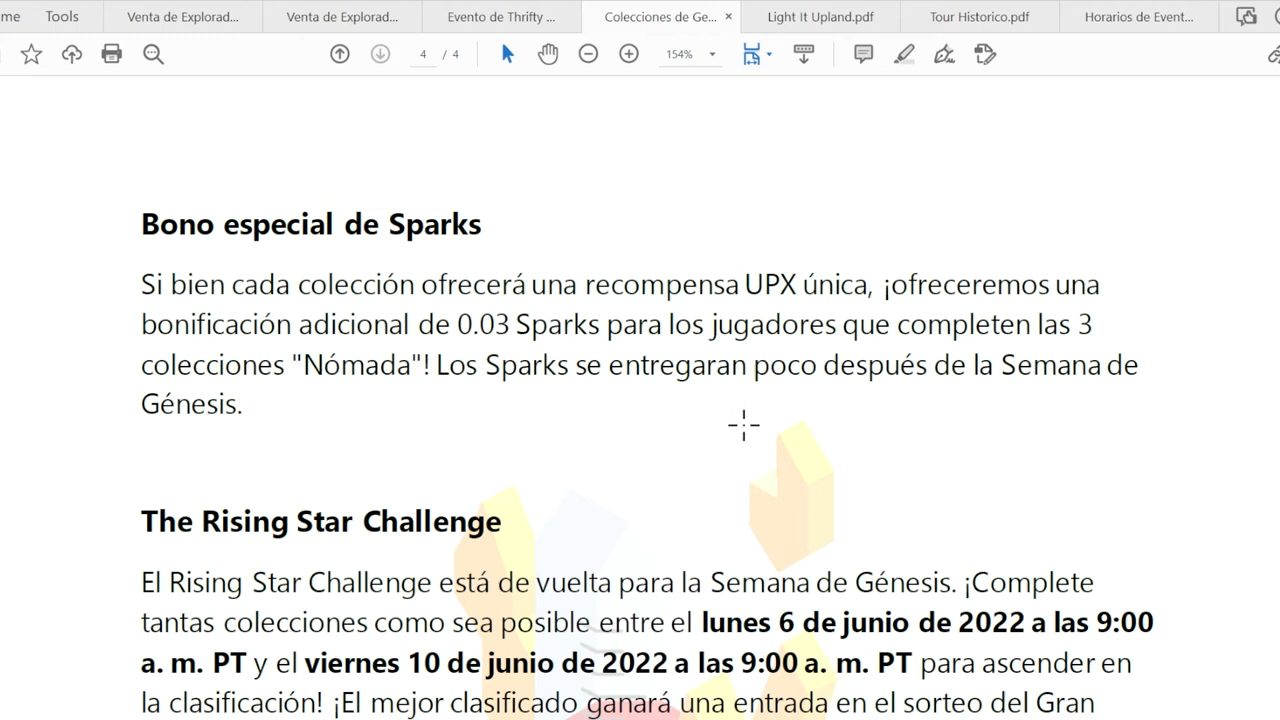 me Tools Venta de Explorad... Venta de Explorad... Evento de Thrifty ... Colecciones de Ge... × Light It Upland.pdf Tour Historico.pdf Horarios de Event...
4 / 4 154%
Bono especial de Sparks
Si bien cada colección ofrecerá una recompensa UPX única, ¡ofreceremos una
bonificación adicional de 0.03 Sparks para los jugadores que completen las 3
colecciones "Nómada"! Los Sparks se entregaran poco después de la Semana de
Génesis.
The Rising Star Challenge
El Rising Star Challenge está de vuelta para la Semana de Génesis. ¡Complete
tantas colecciones como sea posible entre el lunes 6 de junio de 2022 a las 9:00
a. m. PT y el viernes 10 de junio de 2022 a las 9:00 a. m. PT para ascender en
la clasificación! ¡El mejor clasificado ganará una entrada en el sorteo del Gran